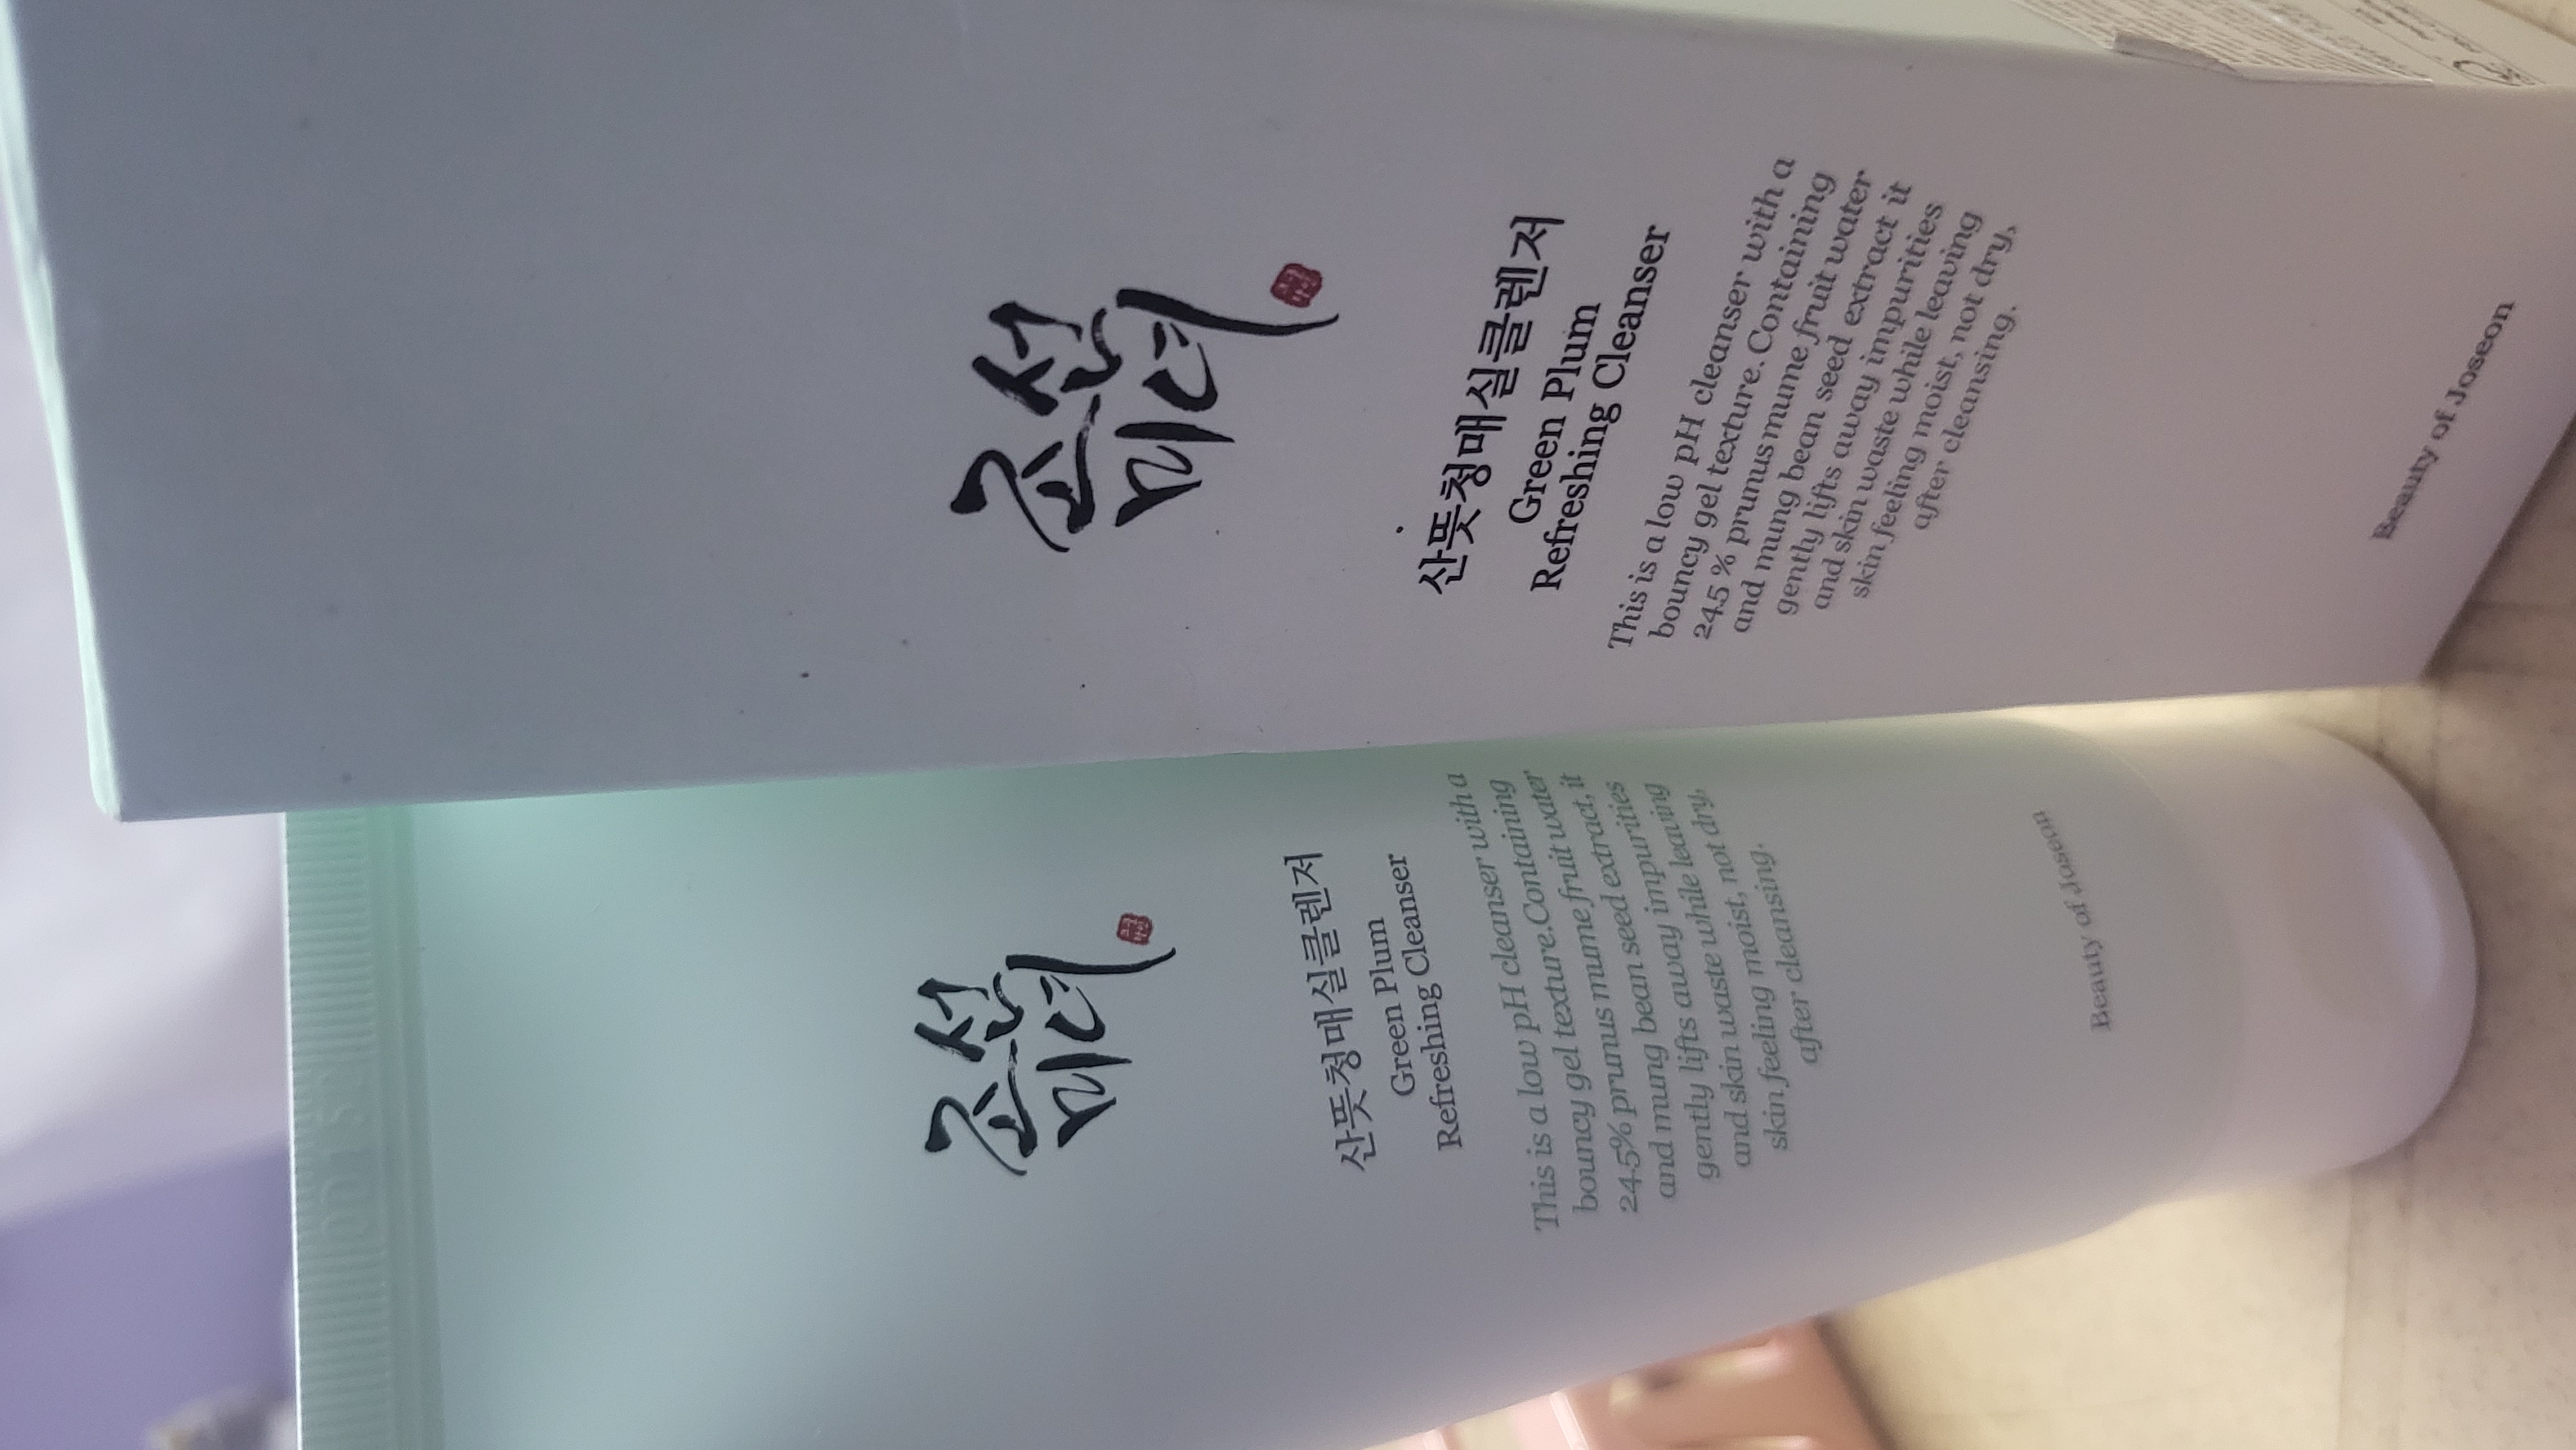 조선
미녀
산뜻청매실클렌저
Green Plum
Refreshing Cleanser
This is a low pH cleanser with a
bouncy gel texture. Containing
24.5 % prunus mume fruit water
and mung bean seed extract it
gently lifts away impurities
and skin waste while leaving
skin feeling moist, not dry,
after cleansing.
Beauty of Joseon
조선
미녀
산뜻청매실클렌저
Green Plum
Refreshing Cleanser
This is a low pH cleanser with a
bouncy gel texture.Containing
24.5% prunus mume fruit water
and mung bean seed extract, it
gently lifts away impurities
and skin waste while leaving
skin feeling moist, not dry,
after cleansing.
Beauty of Joseon